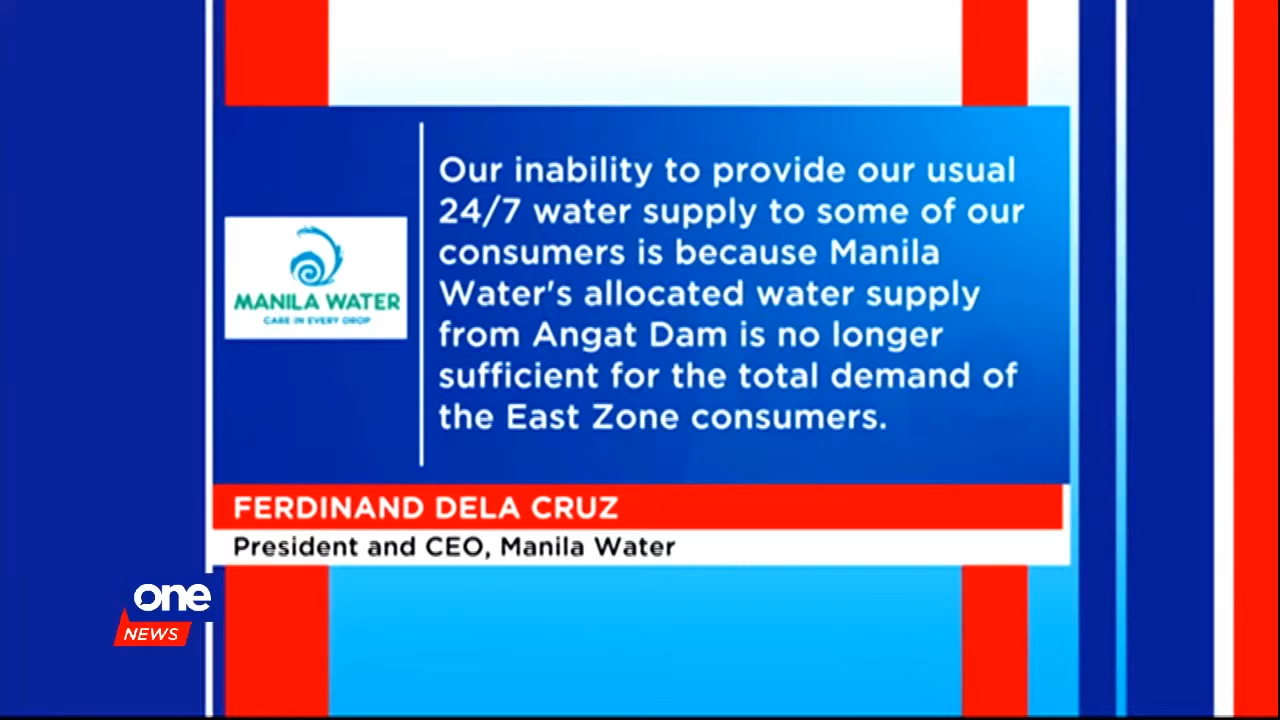 Our inability to provide our usual
24/7 water supply to some of our
consumers is because Manila
Water's allocated water supply
from Angat Dam is no longer
sufficient for the total demand of
the East Zone consumers.
MANILA WATER
CARE IN EVERY DROP
FERDINAND DELA CRUZ
President and CEO, Manila Water
one
NEWS